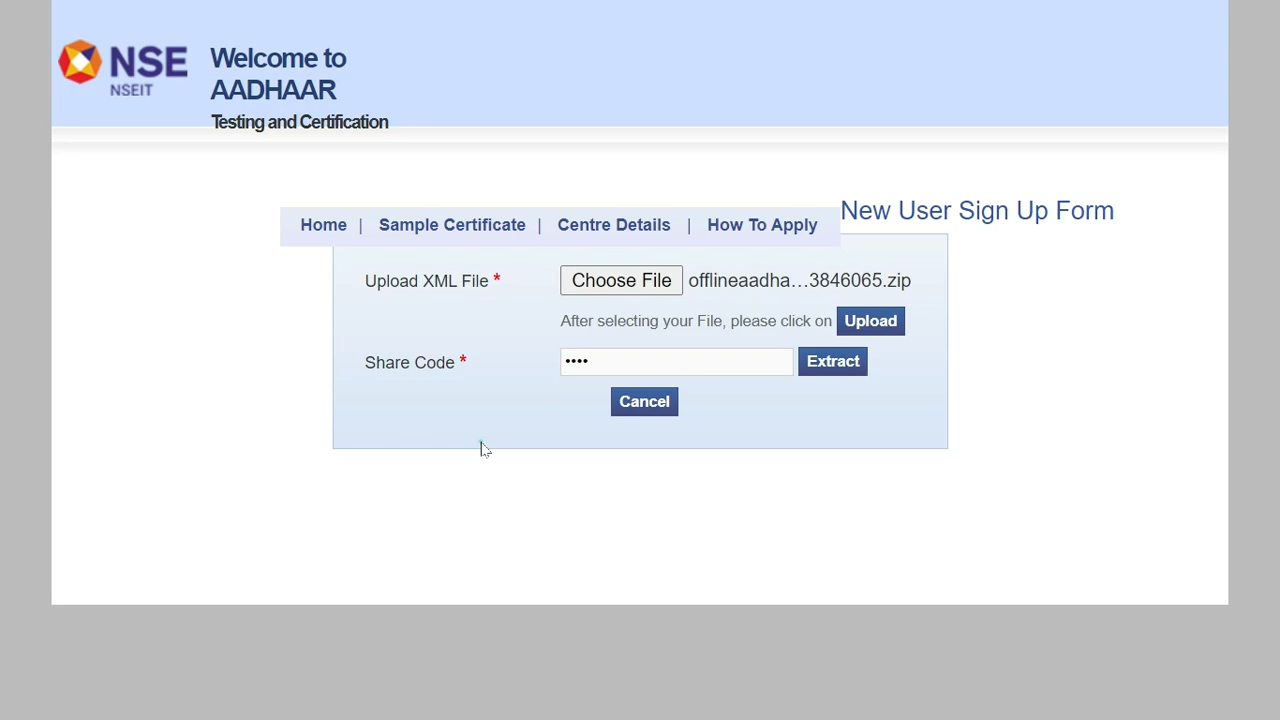 NSE
NSEIT
Welcome to
AADHAAR
Testing and Certification
New User Sign Up Form
Home | Sample Certificate | Centre Details | How To Apply
Upload XML File * Choose File offlineaadha…3846065.zip
After selecting your File, please click on Upload
Share Code * •••• Extract
Cancel